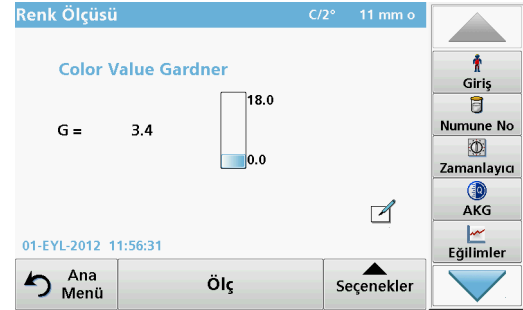 Renk Ölçüsü C/2° 11 mm o
Color Value Gardner
G = 3.4
18.0
0.0
01-EYL-2012 11:56:31
Ana
Menü
Ölç
Seçenekler
Giriş
Numune No
Zamanlayıcı
AKG
Eğilimler